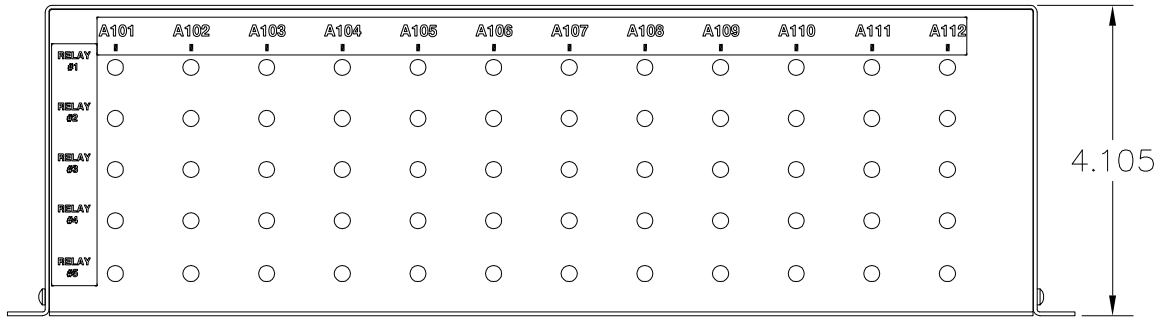 A101 A102 A103 A104 A105 A106 A107 A108 A109 A110 A111 A112
RELAY
#1
RELAY
#2
RELAY
#3
RELAY
#4
RELAY
#5
4.105